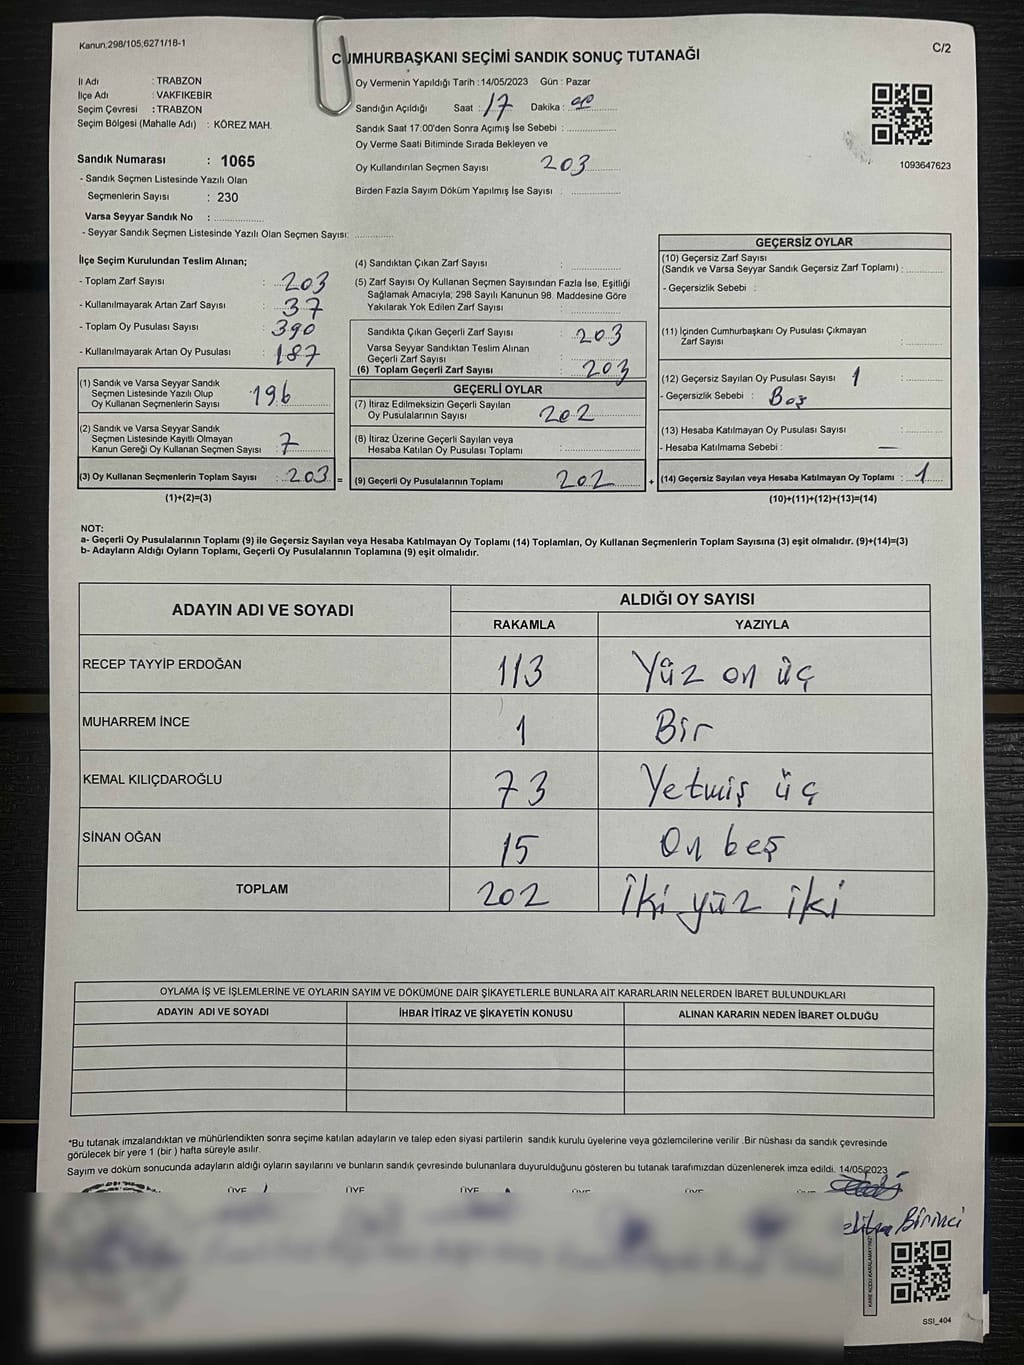 Kanun;298/105;6271/18-1
C/2
CUMHURBAŞKANI SEÇİMİ SANDIK SONUÇ TUTANAĞI
İl Adı : TRABZON
İlçe Adı : VAKFIKEBİR
Seçim Çevresi : TRABZON
Seçim Bölgesi (Mahalle Adı) : KÖREZ MAH.
Oy Vermenin Yapıldığı Tarih : 14/05/2023 Gün : Pazar
Sandığın Açıldığı Saat : 17 Dakika : 00
Sandık Saat 17:00'den Sonra Açımış İse Sebebi :
Oy Verme Saati Bitiminde Sırada Bekleyen ve
Oy Kullandırılan Seçmen Sayısı 203
Birden Fazla Sayım Döküm Yapılmış İse Sayısı :
1093647623
Sandık Numarası : 1065
- Sandık Seçmen Listesinde Yazılı Olan
Seçmenlerin Sayısı : 230
Varsa Seyyar Sandık No :
- Seyyar Sandık Seçmen Listesinde Yazılı Olan Seçmen Sayısı:
İlçe Seçim Kurulundan Teslim Alınan;
- Toplam Zarf Sayısı : 203
- Kullanılmayarak Artan Zarf Sayısı : 37
- Toplam Oy Pusulası Sayısı : 390
- Kullanılmayarak Artan Oy Pusulası : 187
(1) Sandık ve Varsa Seyyar Sandık
Seçmen Listesinde Yazılı Olup
Oy Kullanan Seçmenlerin Sayısı 196
(2) Sandık ve Varsa Seyyar Sandık
Seçmen Listesinde Kayıtlı Olmayan
Kanun Gereği Oy Kullanan Seçmen Sayısı : 7
(3) Oy Kullanan Seçmenlerin Toplam Sayısı : 203 =
(1)+(2)=(3)
(4) Sandıktan Çıkan Zarf Sayısı :
(5) Zarf Sayısı Oy Kullanan Seçmen Sayısından Fazla İse, Eşitliği
Sağlamak Amacıyla, 298 Sayılı Kanunun 98. Maddesine Göre
Yakılarak Yok Edilen Zarf Sayısı :
Sandıkta Çıkan Geçerli Zarf Sayısı : 203
Varsa Seyyar Sandıktan Teslim Alınan
Geçerli Zarf Sayısı :
(6) Toplam Geçerli Zarf Sayısı : 203
GEÇERLİ OYLAR
(7) İtiraz Edilmeksizin Geçerli Sayılan
Oy Pusulalarının Sayısı 202
(8) İtiraz Üzerine Geçerli Sayılan veya
Hesaba Katılan Oy Pusulası Toplamı :
(9) Geçerli Oy Pusulalarının Toplamı 202 +
GEÇERSİZ OYLAR
(10) Geçersiz Zarf Sayısı
(Sandık ve Varsa Seyyar Sandık Geçersiz Zarf Toplamı) :
- Geçersizlik Sebebi :
(11) İçinden Cumhurbaşkanı Oy Pusulası Çıkmayan
Zarf Sayısı :
(12) Geçersiz Sayılan Oy Pusulası Sayısı 1 :
- Geçersizlik Sebebi : Boş
(13) Hesaba Katılmayan Oy Pusulası Sayısı :
- Hesaba Katılmama Sebebi : —
(14) Geçersiz Sayılan veya Hesaba Katılmayan Oy Toplamı : 1
(10)+(11)+(12)+(13)=(14)
NOT:
a- Geçerli Oy Pusulalarının Toplamı (9) ile Geçersiz Sayılan veya Hesaba Katılmayan Oy Toplamı (14) Toplamları, Oy Kullanan Seçmenlerin Toplam Sayısına (3) eşit olmalıdır. (9)+(14)=(3)
b- Adayların Aldığı Oyların Toplamı, Geçerli Oy Pusulalarının Toplamına (9) eşit olmalıdır.
ADAYIN ADI VE SOYADI
ALDIĞI OY SAYISI
RAKAMLA YAZIYLA
RECEP TAYYİP ERDOĞAN 113 Yüz on üç
MUHARREM İNCE 1 Bir
KEMAL KILIÇDAROĞLU 73 Yetmiş üç
SİNAN OĞAN 15 On beş
TOPLAM 202 İki yüz iki
OYLAMA İŞ VE İŞLEMLERİNE VE OYLARIN SAYIM VE DÖKÜMÜNE DAİR ŞİKAYETLERLE BUNLARA AİT KARARLARIN NELERDEN İBARET BULUNDUKLARI
ADAYIN ADI VE SOYADI İHBAR İTİRAZ VE ŞİKAYETİN KONUSU ALINAN KARARIN NEDEN İBARET OLDUĞU
*Bu tutanak imzalandıktan ve mühürlendikten sonra seçime katılan adayların ve talep eden siyasi partilerin sandık kurulu üyelerine veya gözlemcilerine verilir .Bir nüshası da sandık çevresinde
görülecek bir yere 1 (bir ) hafta süreyle asılır.
Sayım ve döküm sonucunda adayların aldığı oyların sayılarını ve bunların sandık çevresinde bulunanlara duyurulduğunu gösteren bu tutanak tarafımızdan düzenlenerek imza edildi. 14/05/2023
ÜYE ÜYE ÜYE
Birinci
SSI_404